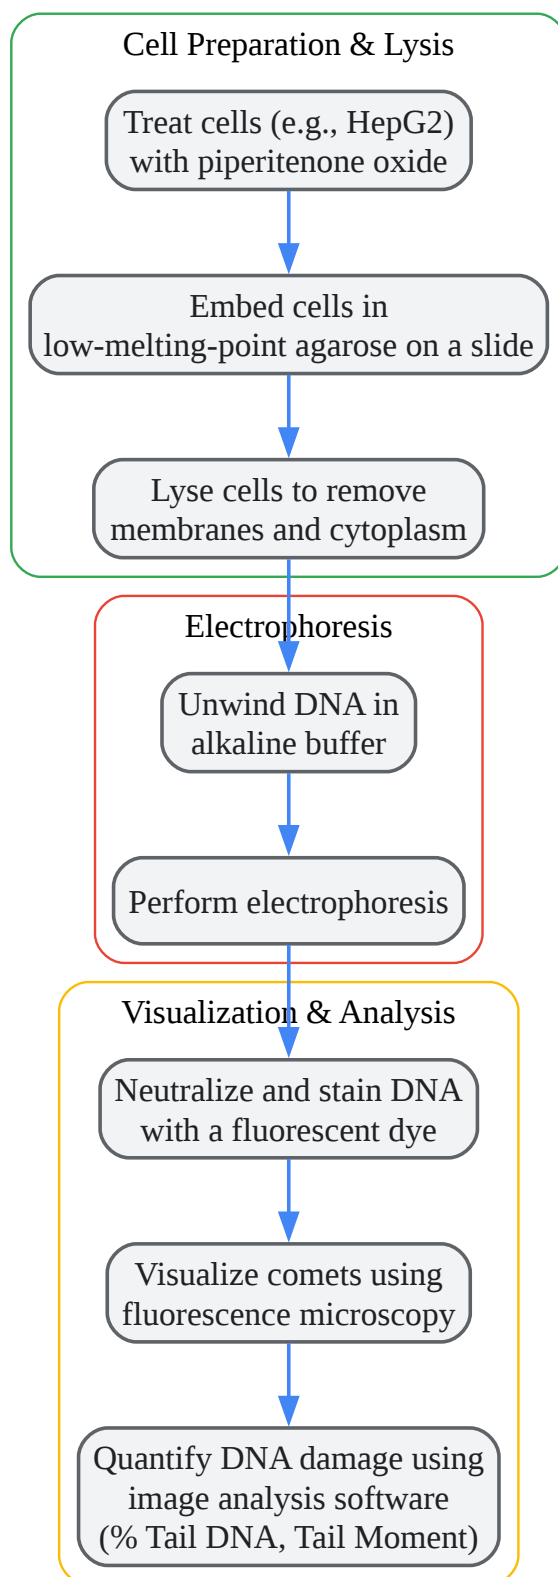 Cell Preparation & Lysis
Treat cells (e.g., HepG2)
with piperitenone oxide
Embed cells in
low-melting-point agarose on a slide
Lyse cells to remove
membranes and cytoplasm
Electrophoresis
Unwind DNA in
alkaline buffer
Perform electrophoresis
Visualization & Analysis
Neutralize and stain DNA
with a fluorescent dye
Visualize comets using
fluorescence microscopy
Quantify DNA damage using
image analysis software
(% Tail DNA, Tail Moment)